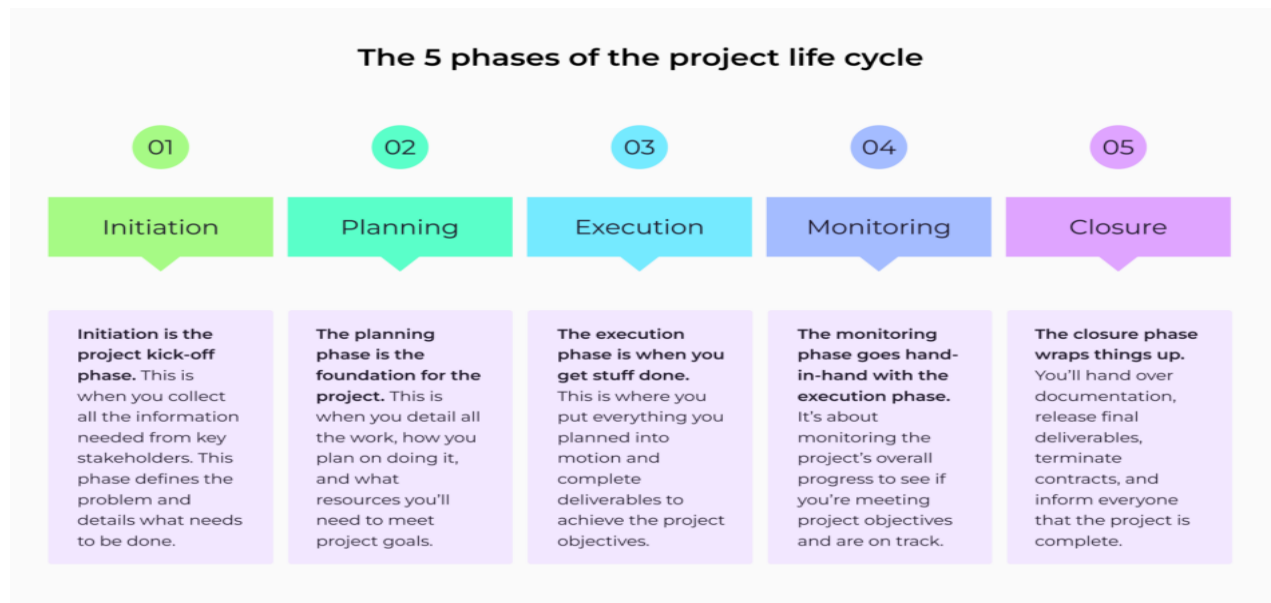 The 5 phases of the project life cycle
01
02
03
04
05
Initiation
Planning
Execution
Monitoring
Closure
Initiation is the
project kick-off
phase. This is
when you collect
all the information
needed from key
stakeholders. This
phase defines the
problem and
details what needs
to be done.
The planning
phase is the
foundation for the
project. This is
when you detail all
the work, how you
plan on doing it,
and what
resources you’ll
need to meet
project goals.
The execution
phase is when you
get stuff done.
This is where you
put everything you
planned into
motion and
complete
deliverables to
achieve the project
objectives.
The monitoring
phase goes hand-
in-hand with the
execution phase.
It’s about
monitoring the
project’s overall
progress to see if
you’re meeting
project objectives
and are on track.
The closure phase
wraps things up.
You’ll hand over
documentation,
release final
deliverables,
terminate
contracts, and
inform everyone
that the project is
complete.